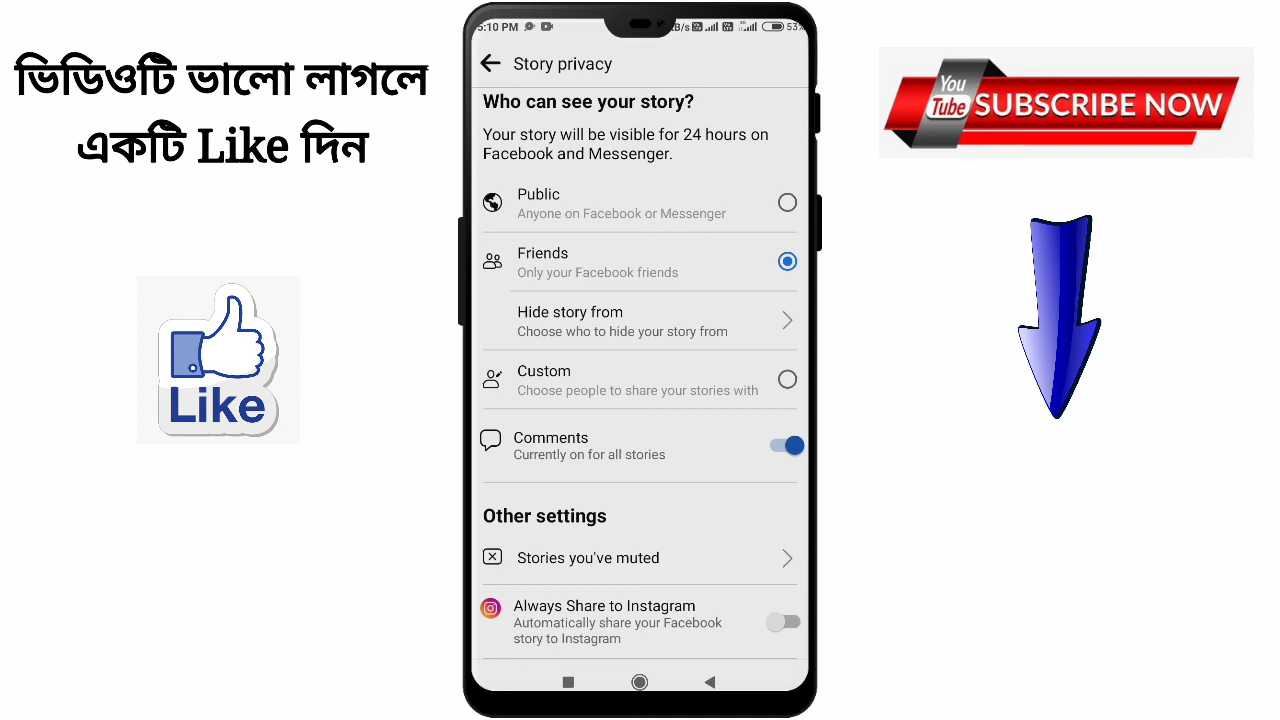 ভিডিওটি ভালো লাগলে
একটি Like দিন
Like
5:10 PM
B/s
53
Story privacy
Who can see your story?
Your story will be visible for 24 hours on
Facebook and Messenger.
Public
Anyone on Facebook or Messenger
Friends
Only your Facebook friends
Hide story from
Choose who to hide your story from
Custom
Choose people to share your stories with
Comments
Currently on for all stories
Other settings
Stories you've muted
Always Share to Instagram
Automatically share your Facebook
story to Instagram
You
Tube
SUBSCRIBE NOW